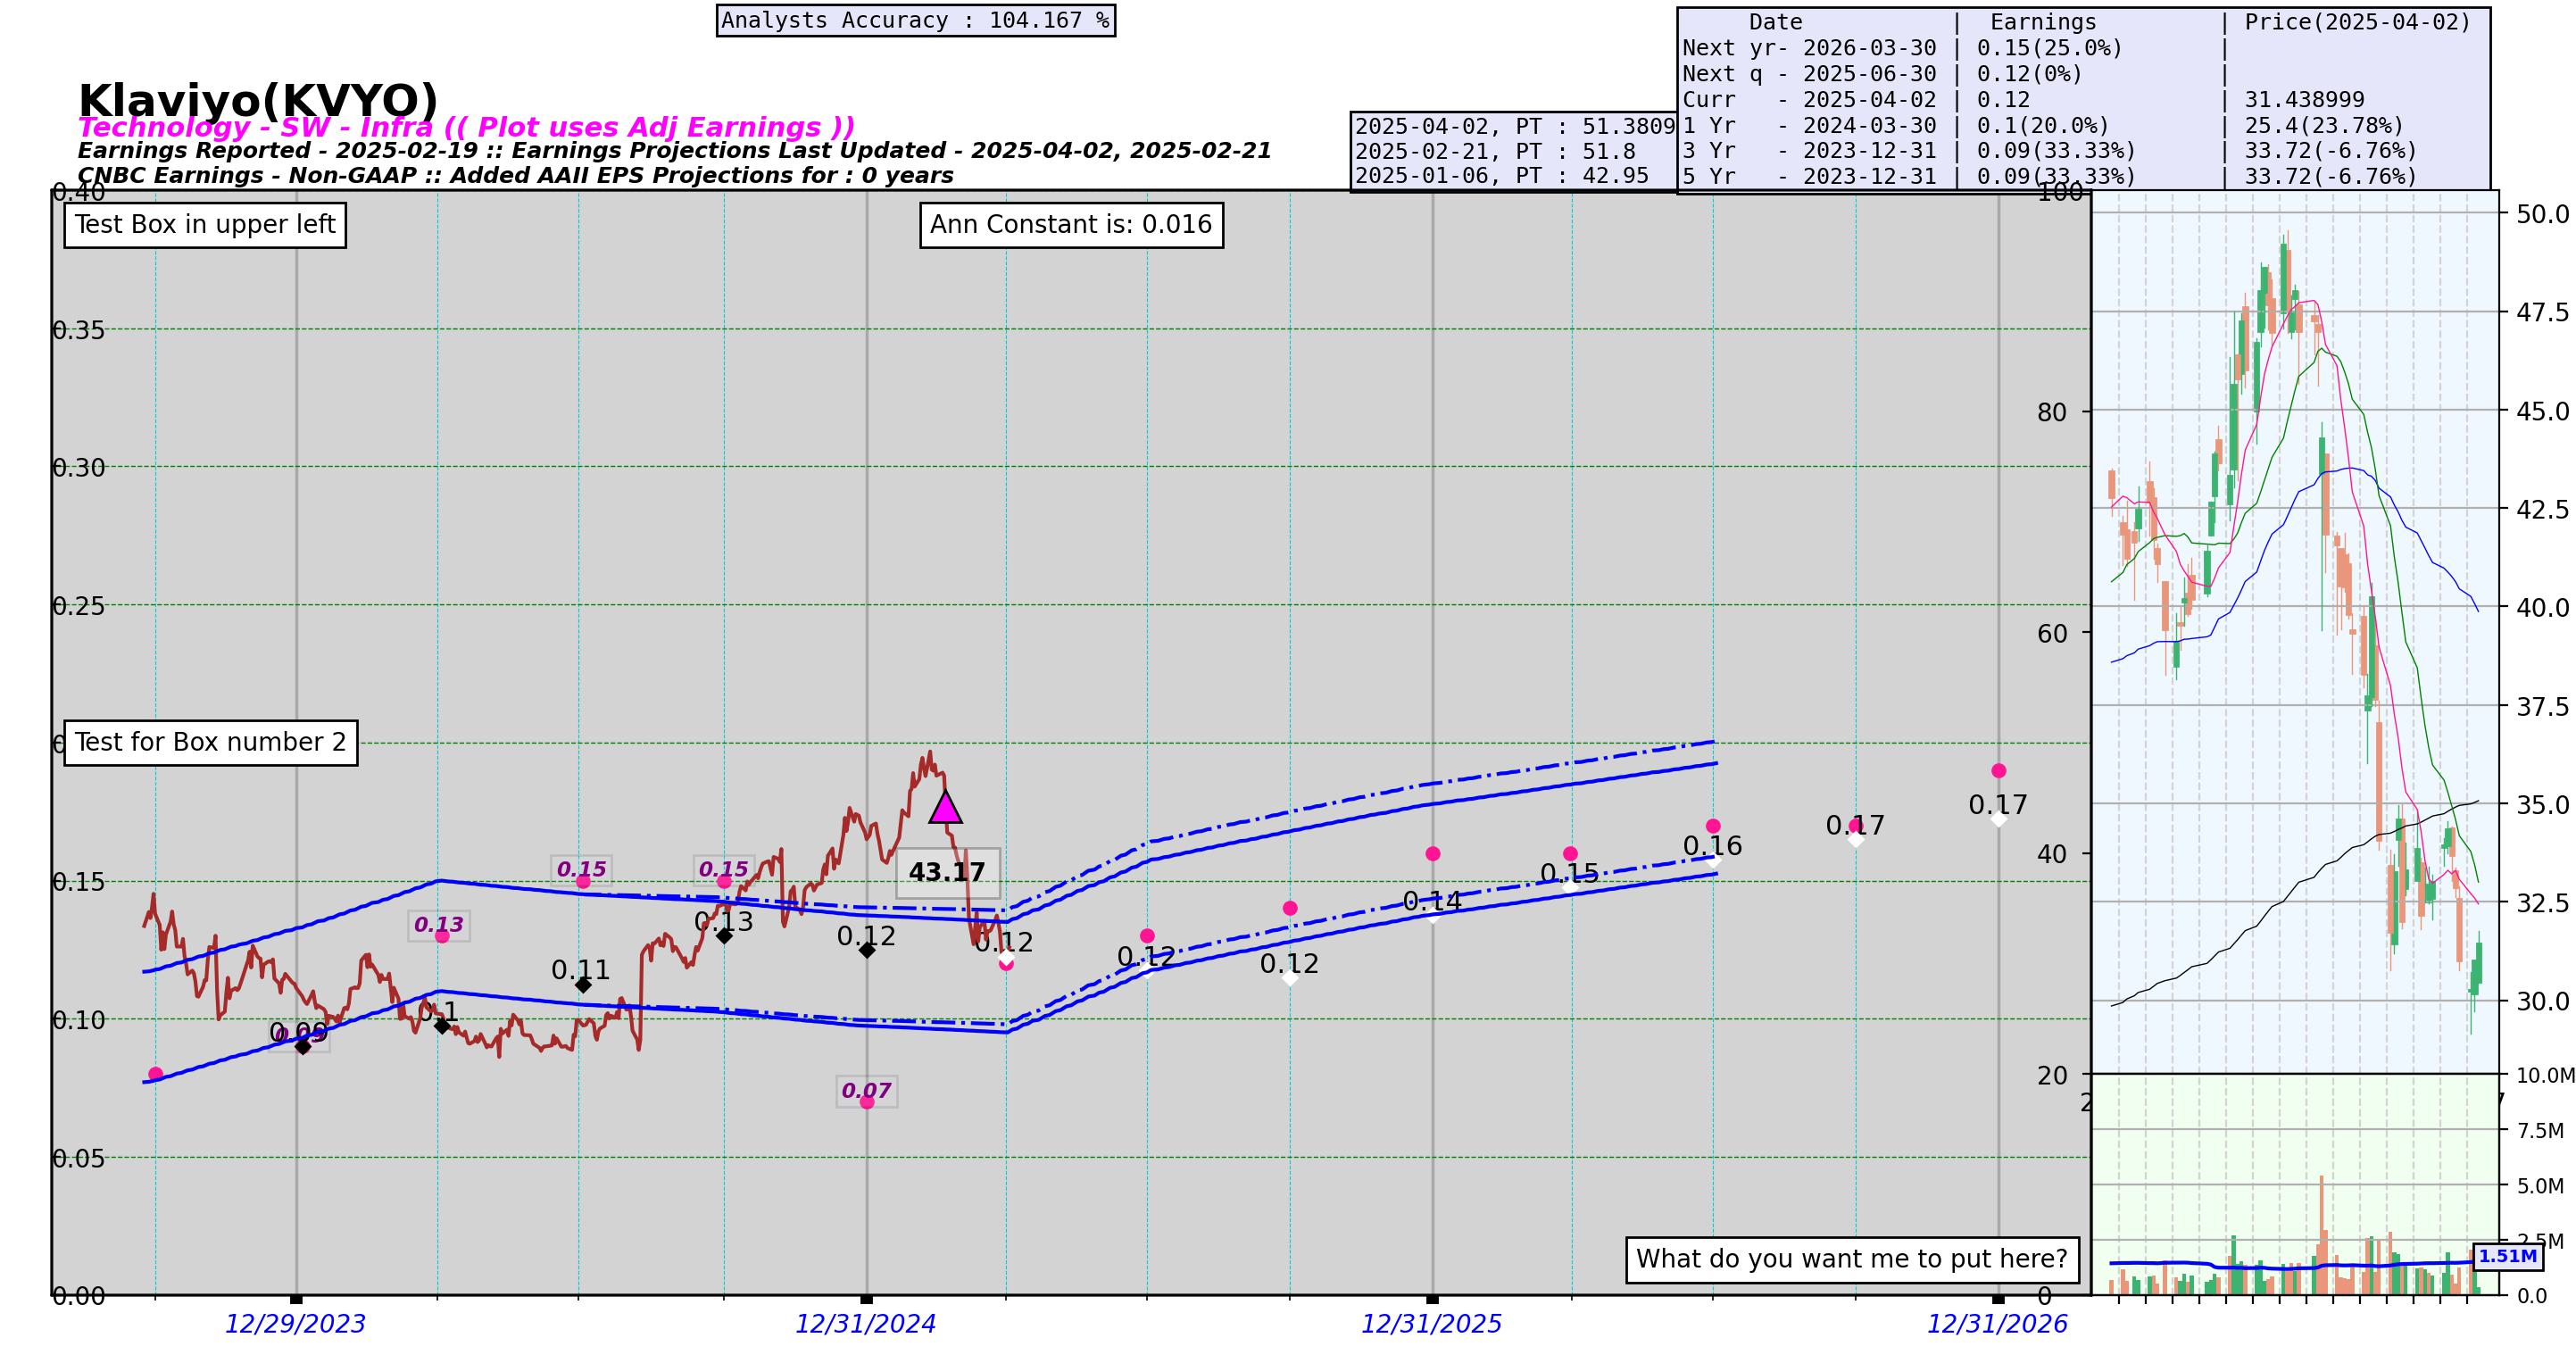 Analysts Accuracy : 104.167 %
Date | Earnings | Price(2025-04-02)
Next yr- 2026-03-30 | 0.15(25.0%) |
Next q - 2025-06-30 | 0.12(0%) |
Curr - 2025-04-02 | 0.12 | 31.438999
1 Yr - 2024-03-30 | 0.1(20.0%) | 25.4(23.78%)
3 Yr - 2023-12-31 | 0.09(33.33%) | 33.72(-6.76%)
5 Yr - 2023-12-31 | 0.09(33.33%) | 33.72(-6.76%)
Klaviyo(KVYO)
Technology - SW - Infra (( Plot uses Adj Earnings ))
Earnings Reported - 2025-02-19 :: Earnings Projections Last Updated - 2025-04-02, 2025-02-21
CNBC Earnings - Non-GAAP :: Added AAII EPS Projections for : 0 years
2025-04-02, PT : 51.3809
2025-02-21, PT : 51.8
2025-01-06, PT : 42.95
Test Box in upper left
Ann Constant is: 0.016
Test for Box number 2
What do you want me to put here?
0.40
0.35
0.30
0.25
0.15
0.10
0.05
0.00
0.09
0.13
0.1
0.15
0.11
0.15
0.13
0.12
0.07
43.17
0.12
0.12
0.12
0.14
0.15
0.16
0.17
0.17
100
80
60
40
20
0
12/29/2023
12/31/2024
12/31/2025
12/31/2026
50.0
47.5
45.0
42.5
40.0
37.5
35.0
32.5
30.0
10.0M
7.5M
5.0M
2.5M
1.51M
0.0